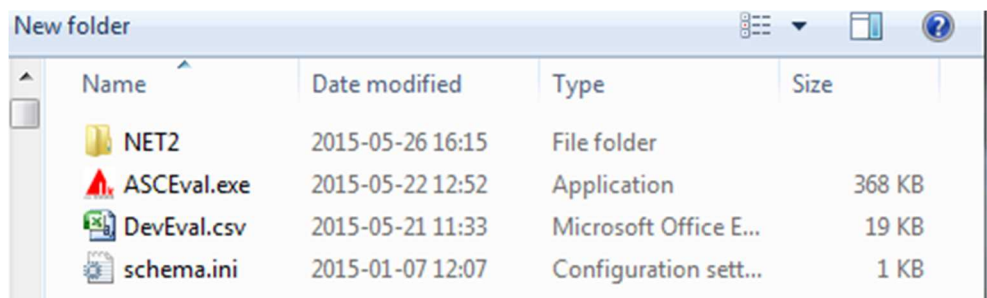 New folder
Name Date modified Type Size
NET2 2015-05-26 16:15 File folder
ASCEval.exe 2015-05-22 12:52 Application 368 KB
DevEval.csv 2015-05-21 11:33 Microsoft Office E... 19 KB
schema.ini 2015-01-07 12:07 Configuration sett... 1 KB